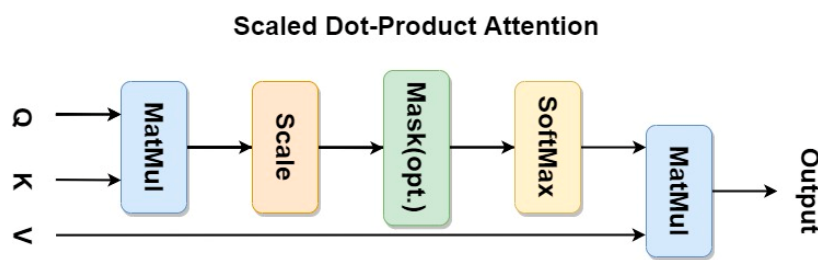 Scaled Dot-Product Attention
Q
K
V
MatMul
Scale
Mask(opt.)
SoftMax
MatMul
Output